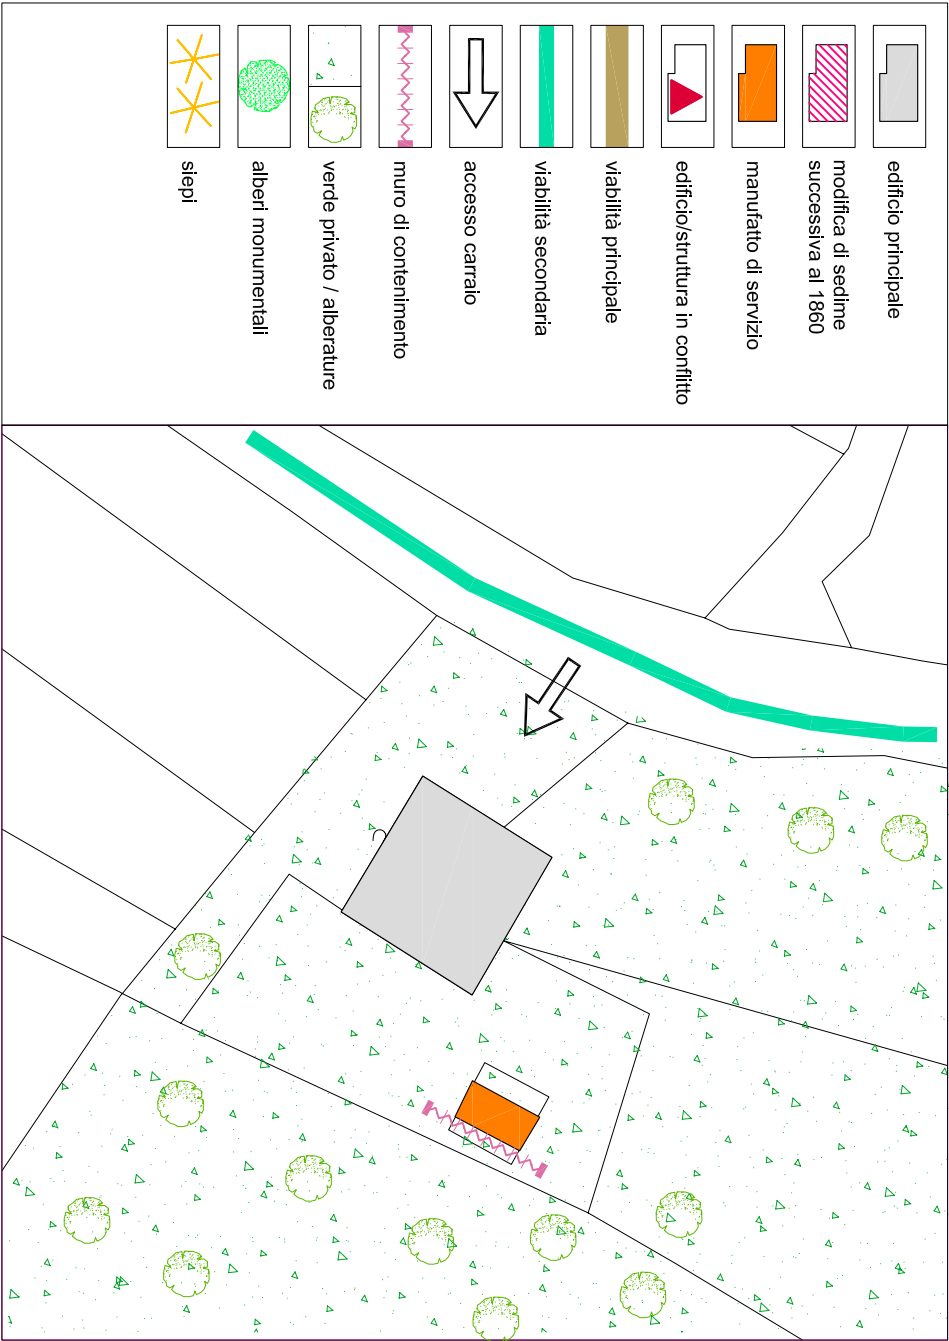 edificio principale
modifica di sedime
successiva al 1860
manufatto di servizio
edificio/struttura in conflitto
viabilità principale
viabilità secondaria
accesso carraio
muro di contenimento
verde privato / alberature
alberi monumentali
siepi